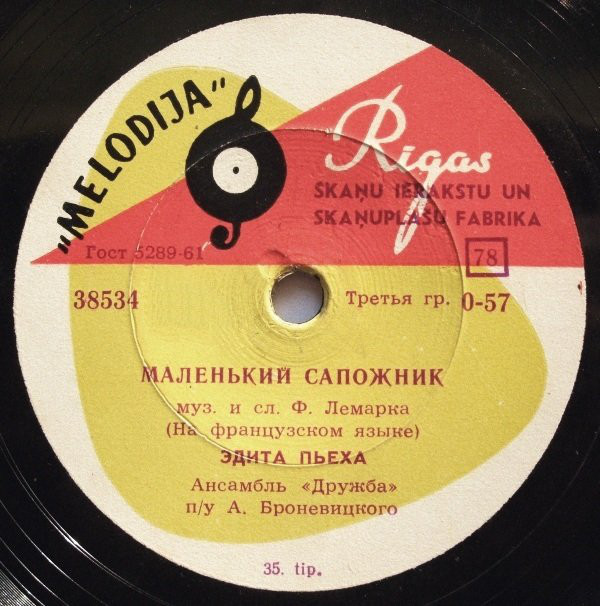 „MELODIJA"
Rīgas
SKAŅU IERAKSTU UN
SKAŅUPLAŠU FABRIKA
Гост 5289-61
78
38534
Третья гр. 0-57
МАЛЕНЬКИЙ САПОЖНИК
муз. и сл. Ф. Лемарка
(На французском языке)
ЭДИТА ПЬЕХА
Ансамбль «Дружба»
п/у А. Броневицкого
35. tip.